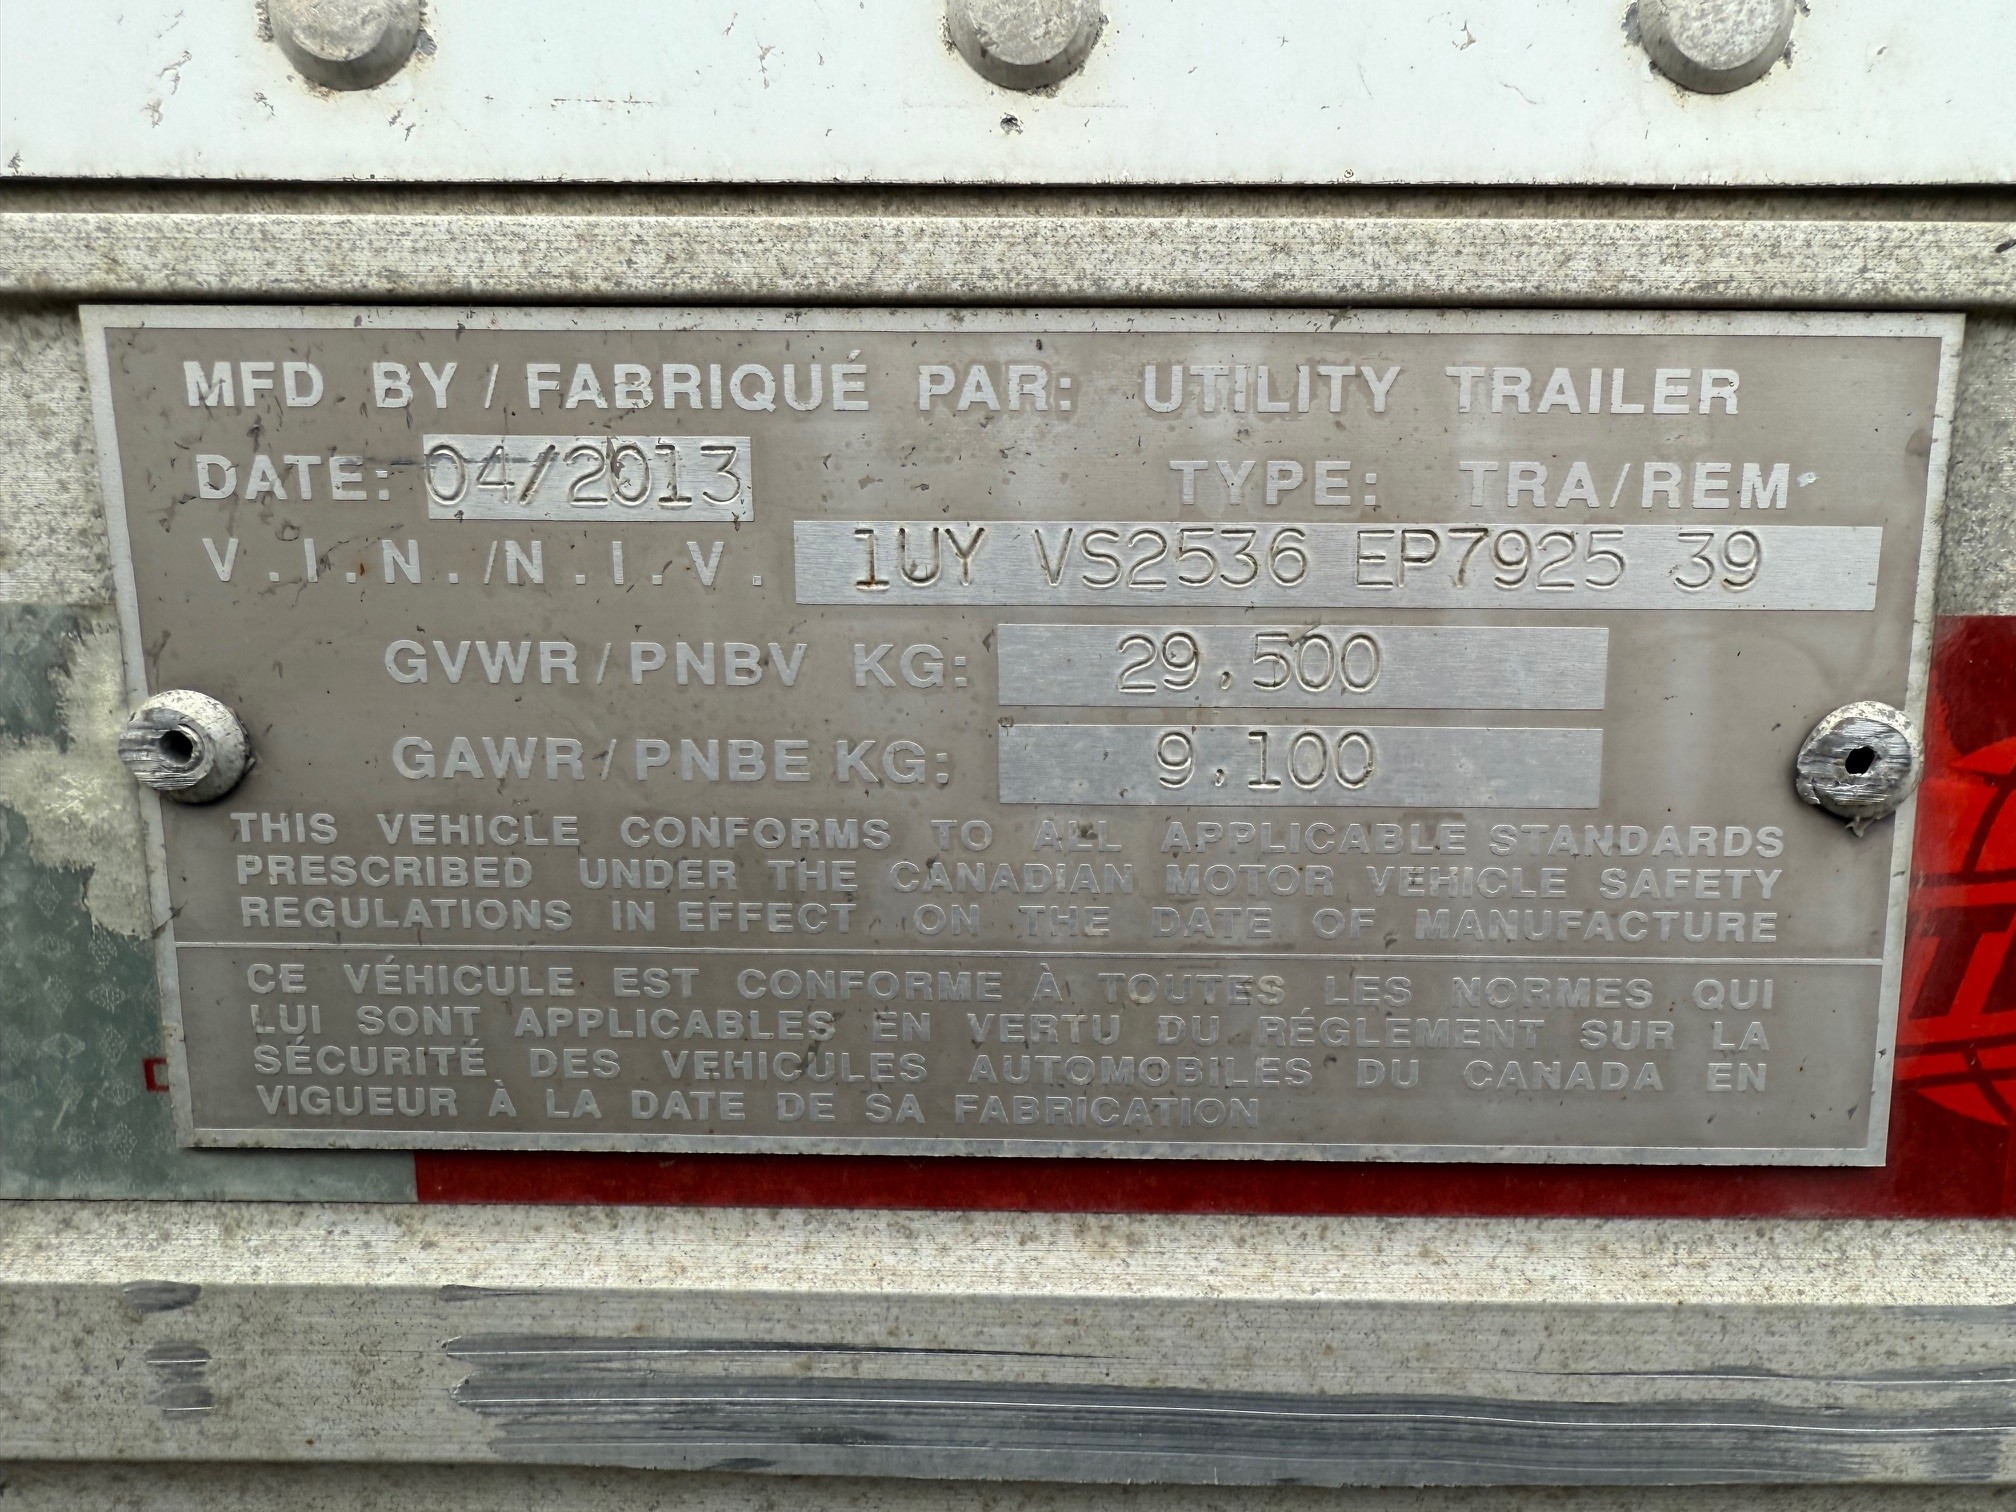 MFD BY / FABRIQUÉ PAR: UTILITY TRAILER
DATE: 04/2013 TYPE: TRA/REM
V.I.N./N.I.V. 1UY VS2536 EP7925 39
GVWR/PNBV KG: 29,500
GAWR/PNBE KG: 9,100
THIS VEHICLE CONFORMS TO ALL APPLICABLE STANDARDS
PRESCRIBED UNDER THE CANADIAN MOTOR VEHICLE SAFETY
REGULATIONS IN EFFECT ON THE DATE OF MANUFACTURE
CE VÉHICULE EST CONFORME À TOUTES LES NORMES QUI
LUI SONT APPLICABLES EN VERTU DU RÉGLEMENT SUR LA
SÉCURITÉ DES VEHICULES AUTOMOBILES DU CANADA EN
VIGUEUR À LA DATE DE SA FABRICATION